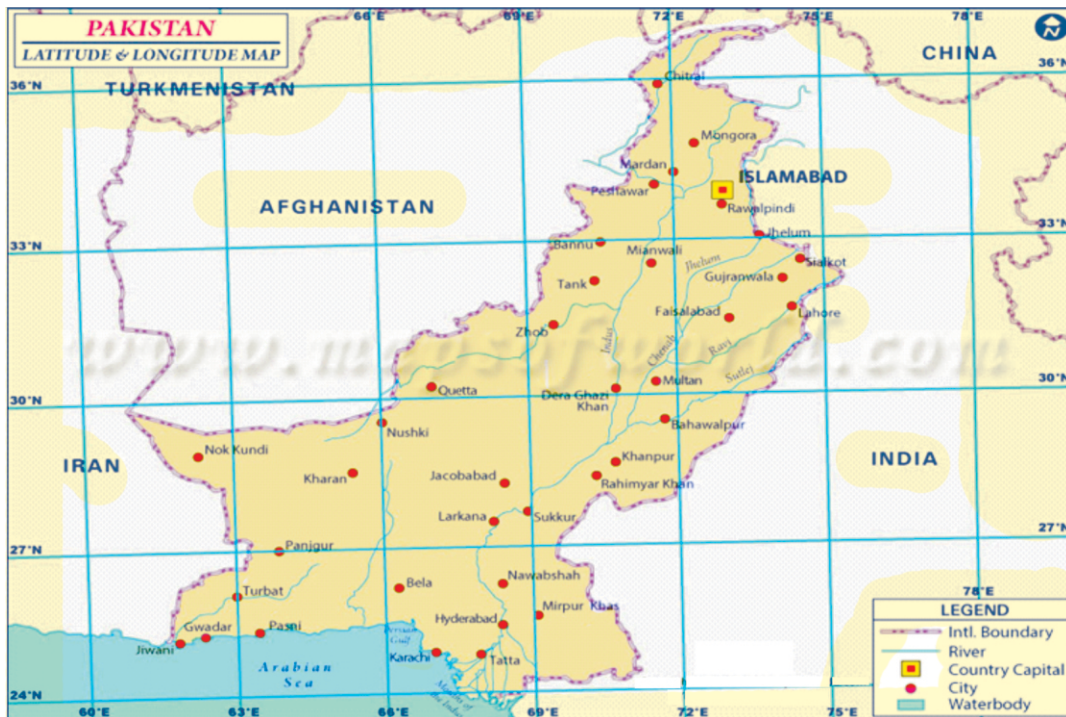 PAKISTAN
LATITUDE & LONGITUDE MAP
66°E
69°E
72°E
75°E
78°E
N
CHINA
36°N
36°N
TURKMENISTAN
Chitral
Mongora
Mardan
ISLAMABAD
Peshawar
Rawalpindi
AFGHANISTAN
33°N
33°N
Bannu
Mianwali
Jhelum
Jhelum
Sialkot
Tank
Gujranwala
Zhob
Indus
Faisalabad
Lahore
Chenab
Ravi
www.mapsofworld.com
Sutlej
Quetta
Multan
30°N
30°N
Dera Ghazi
Khan
Bahawalpur
Nushki
Nok Kundi
IRAN
Khanpur
INDIA
Kharan
Jacobabad
Rahimyar Khan
Larkana
Sukkur
27°N
27°N
Panjgur
Bela
Nawabshah
78°E
Turbat
Mirpur Khas
Hyderabad
LEGEND
Gwadar
Pasni
Intl. Boundary
Jiwani
Karachi
Tatta
River
Arabian
Sea
Country Capital
City
Waterbody
24°N
60°E
63°E
66°E
69°E
72°E
75°E